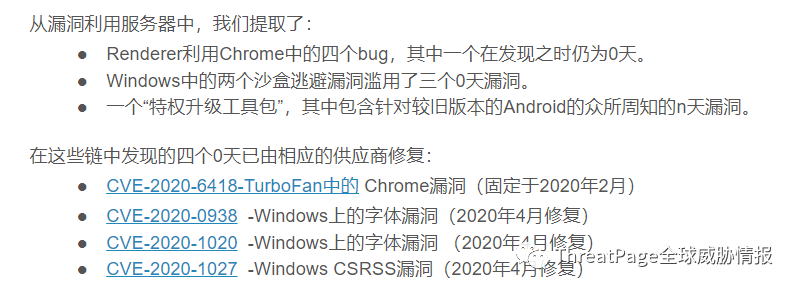 从漏洞利用服务器中，我们提取了：
● Renderer利用Chrome中的四个bug，其中一个在发现之时仍为0天。
● Windows中的两个沙盒逃避漏洞滥用了三个0天漏洞。
● 一个“特权升级工具包”，其中包含针对较旧版本的Android的众所周知的n天漏洞。
在这些链中发现的四个0天已由相应的供应商修复：
● CVE-2020-6418-TurboFan中的 Chrome漏洞（固定于2020年2月）
● CVE-2020-0938 -Windows上的字体漏洞（2020年4月修复）
● CVE-2020-1020 -Windows上的字体漏洞 （2020年4月修复）
● CVE-2020-1027 -Windows CSRSS漏洞（2020年4月修复）
ThreatPage全球威胁情报